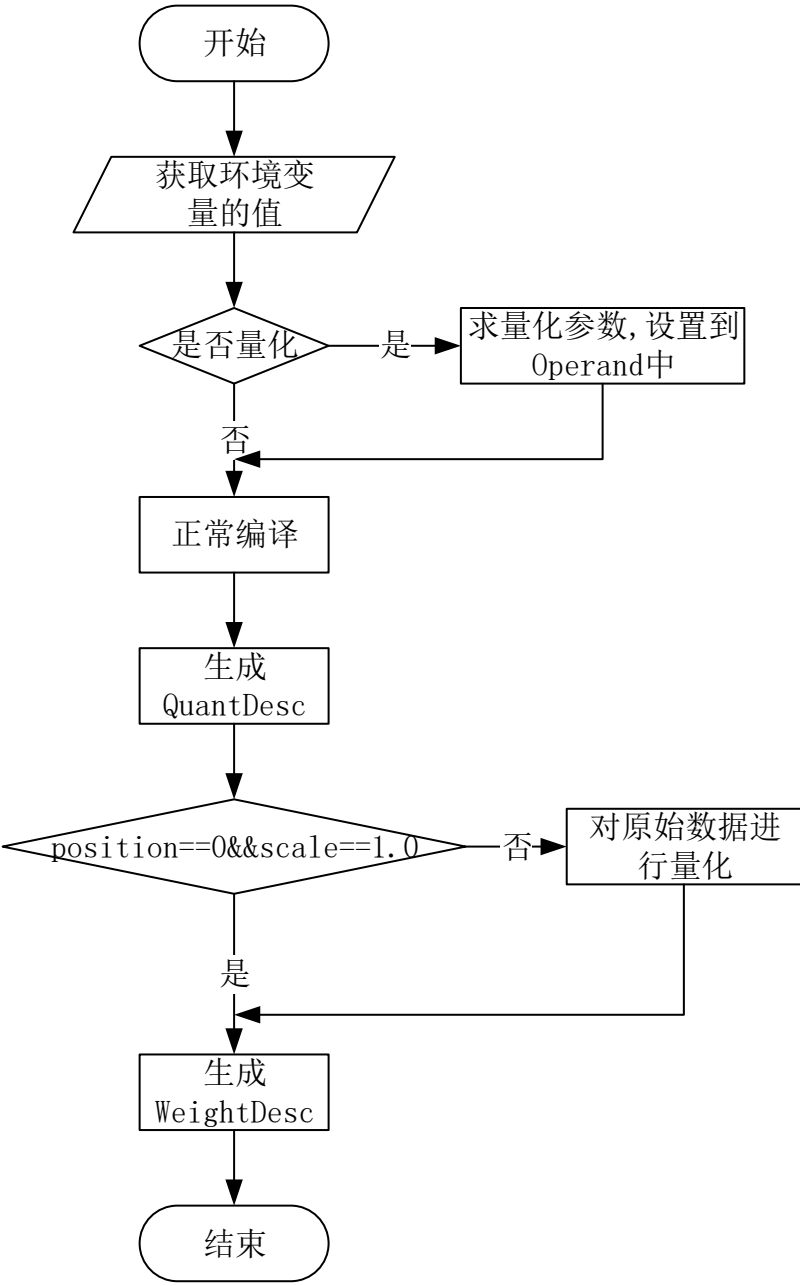 开始
获取环境变
量的值
是否量化
是
求量化参数,设置到
Operand中
否
正常编译
生成
QuantDesc
position==0&&scale==1.0
否
对原始数据进
行量化
是
生成
WeightDesc
结束